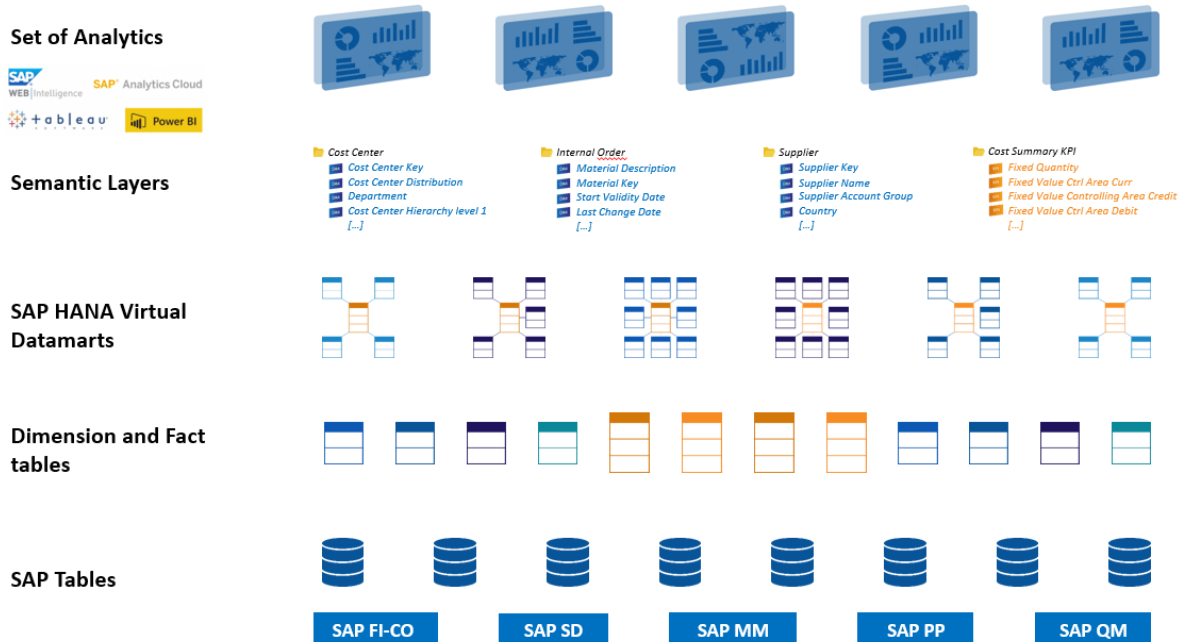 Set of Analytics
SAP
WEB Intelligence
SAP Analytics Cloud
+ a b l e a u
S O F T W A R E
Power BI
Semantic Layers
Cost Center
Cost Center Key
Cost Center Distribution
Department
Cost Center Hierarchy level 1
[...]
Internal Order
Material Description
Material Key
Start Validity Date
Last Change Date
[...]
Supplier
Supplier Key
Supplier Name
Supplier Account Group
Country
[...]
Cost Summary KPI
Fixed Quantity
Fixed Value Ctrl Area Curr
Fixed Value Controlling Area Credit
Fixed Value Ctrl Area Debit
[...]
SAP HANA Virtual
Datamarts
Dimension and Fact
tables
SAP Tables
SAP FI-CO
SAP SD
SAP MM
SAP PP
SAP QM